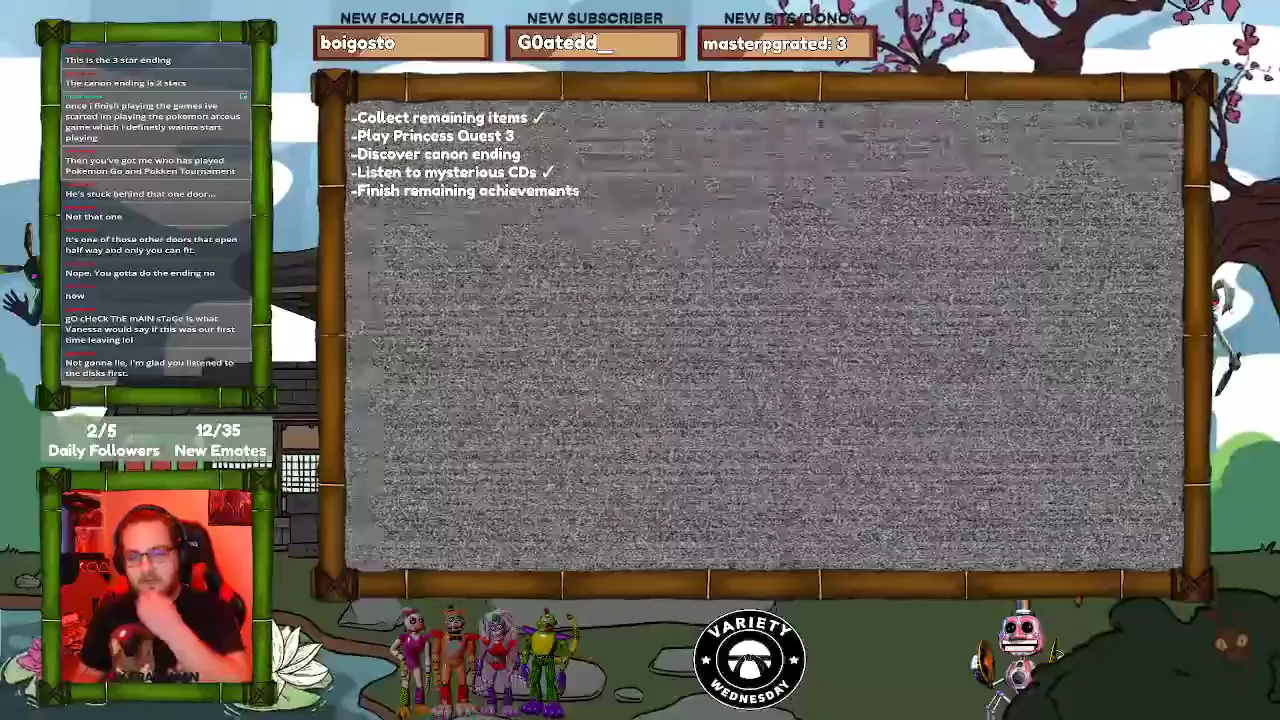 NEW FOLLOWER
NEW SUBSCRIBER
NEW BITS/DONO
boigosto
G0atedd_
masterpgrated: 3
This is the 3 star ending
The canon ending is 2 stars
once i finish playing the games ive
started im playing the pokemon arceus
game which i definetly wanna start
playing
Then you've got me who has played
Pokemon Go and Pokken Tournament
He's stuck behind that one door...
Not that one
It's one of those other doors that open
half way and only you can fit.
Nope. You gotta do the ending no
now
gO cHeCk ThE mAIN sTaGe is what
Vanessa would say if this was our first
time leaving lol
Not gonna lie, I'm glad you listened to
the disks first.
-Collect remaining items ✓
-Play Princess Quest 3
-Discover canon ending
-Listen to mysterious CDs ✓
-Finish remaining achievements
2/5
12/35
Daily Followers
New Emotes
VARIETY
WEDNESDAY